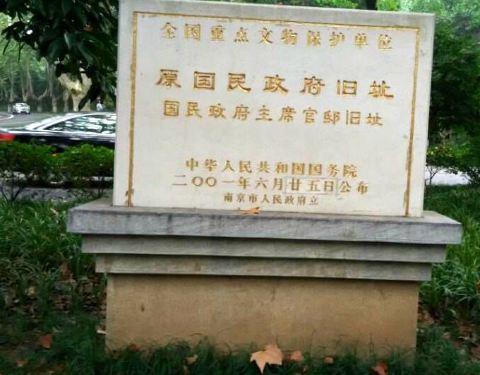 全国重点文物保护单位
原国民政府旧址
国民政府主席官邸旧址
中华人民共和国国务院
二〇〇一年六月廿五日公布
南京市人民政府立